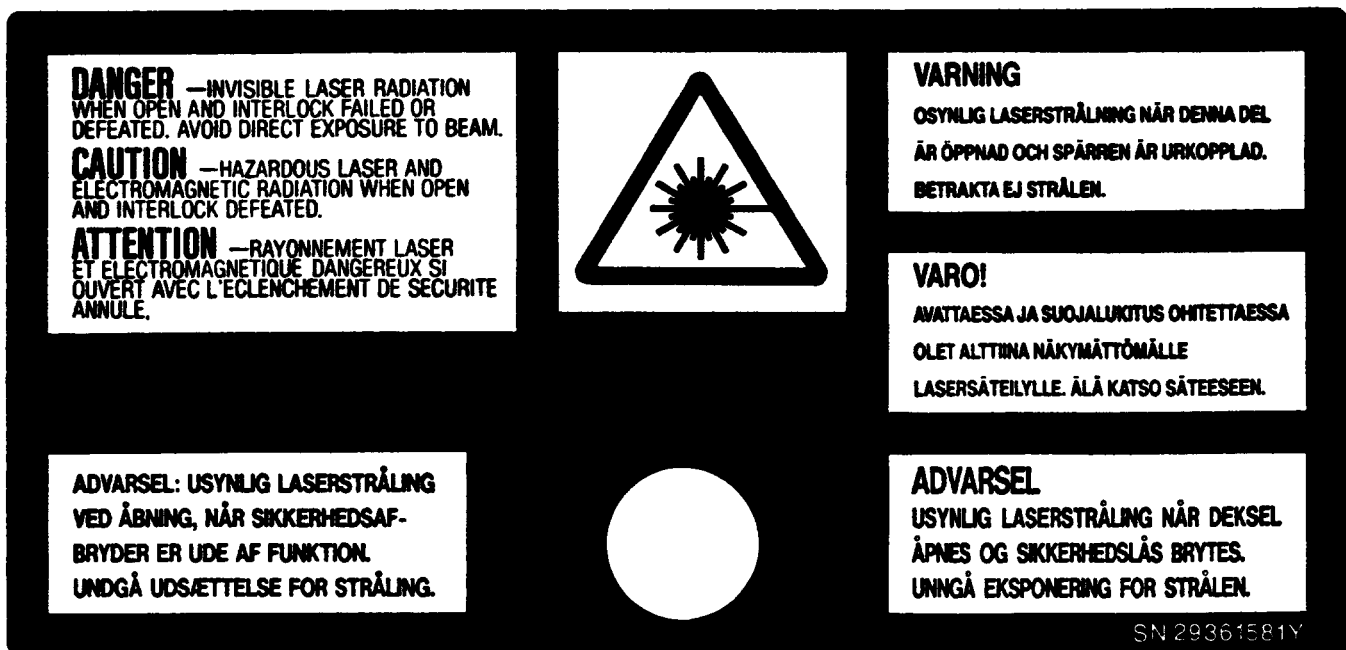 DANGER —INVISIBLE LASER RADIATION
WHEN OPEN AND INTERLOCK FAILED OR
DEFEATED. AVOID DIRECT EXPOSURE TO BEAM.
CAUTION —HAZARDOUS LASER AND
ELECTROMAGNETIC RADIATION WHEN OPEN
AND INTERLOCK DEFEATED.
ATTENTION —RAYONNEMENT LASER
ET ELECTROMAGNETIQUE DANGEREUX SI
OUVERT AVEC L'ECLENCHEMENT DE SECURITE
ANNULE.
VARNING
OSYNLIG LASERSTRÅLNING NÄR DENNA DEL
ÄR ÖPPNAD OCH SPÄRREN ÄR URKOPPLAD.
BETRAKTA EJ STRÅLEN.
VARO!
AVATTAESSA JA SUOJALUKITUS OHITETTAESSA
OLET ALTTIINA NÄKYMÄTTÖMÄLLE
LASERSÄTEILYLLE. ÄLÄ KATSO SÄTEESEEN.
ADVARSEL: USYNLIG LASERSTRÅLING
VED ÅBNING, NÅR SIKKERHEDSAF-
BRYDER ER UDE AF FUNKTION.
UNDGÅ UDSÆTTELSE FOR STRÅLING.
ADVARSEL
USYNLIG LASERSTRÅLING NÅR DEKSEL
ÅPNES OG SIKKERHEDSLÅS BRYTES.
UNNGÅ EKSPONERING FOR STRÅLEN.
SN 29361581Y